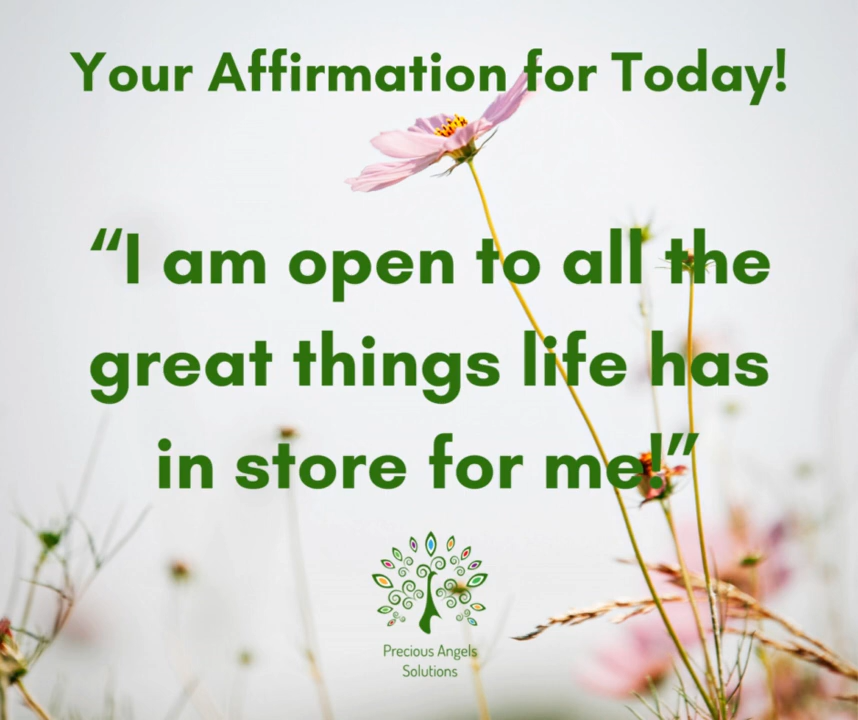 Your Affirmation for Today!
“I am open to all the
great things life has
in store for me!”
Precious Angels
Solutions